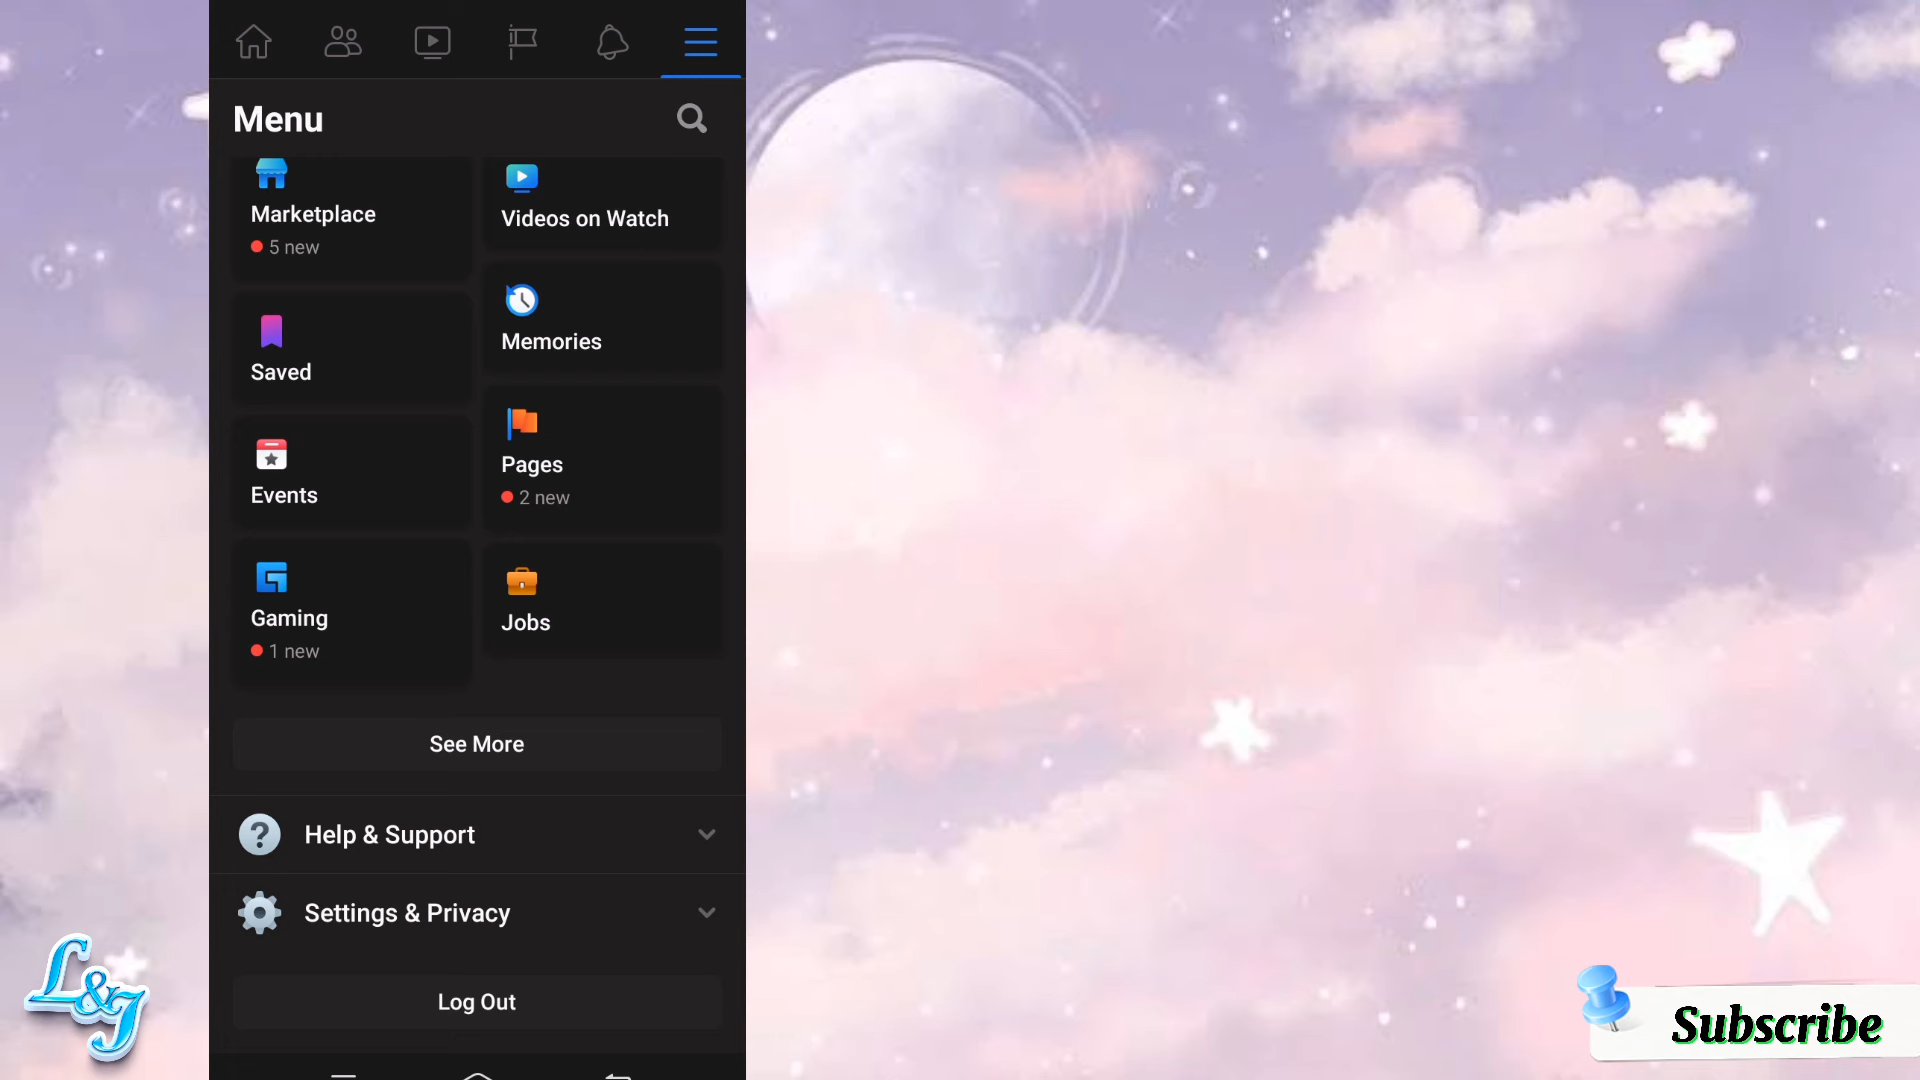 Menu
Marketplace
5 new
Videos on Watch
Memories
Saved
Pages
2 new
Events
Gaming
1 new
Jobs
See More
Help & Support
Settings & Privacy
Log Out
L&J
Subscribe